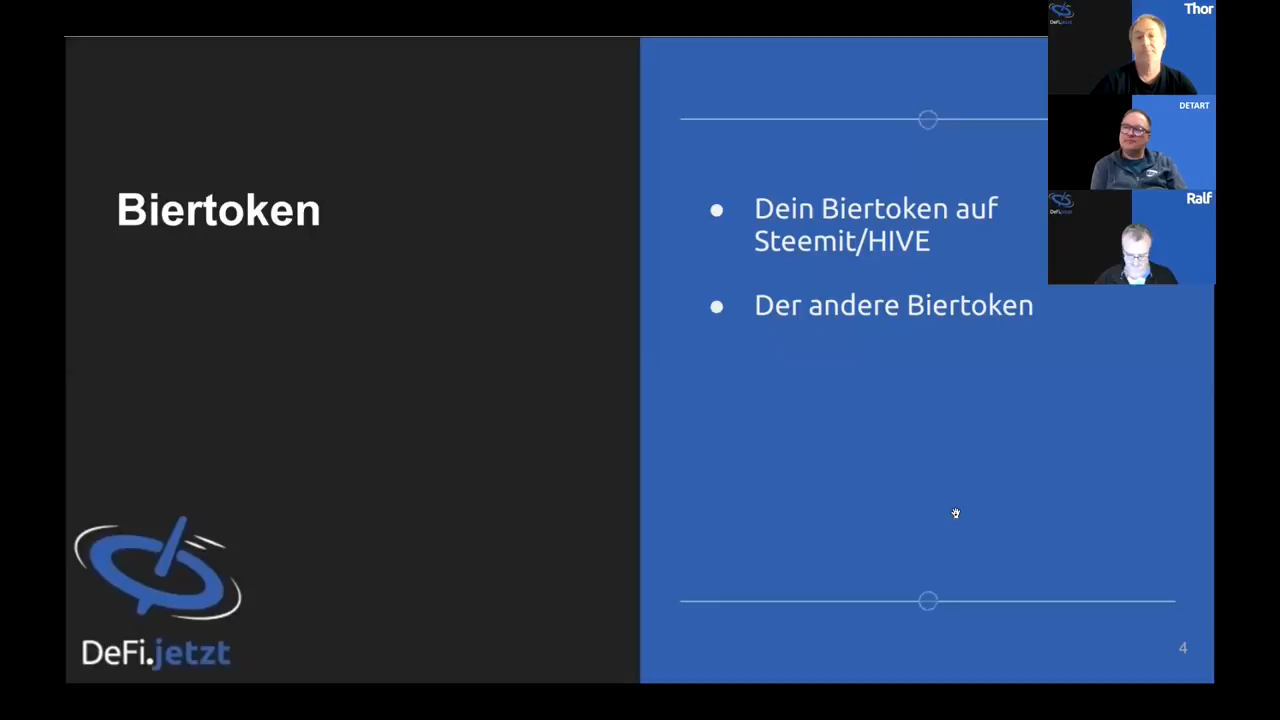 Biertoken
Dein Biertoken auf
Steemit/HIVE
Der andere Biertoken
DeFi.jetzt
4
Thor
DETART
Ralf